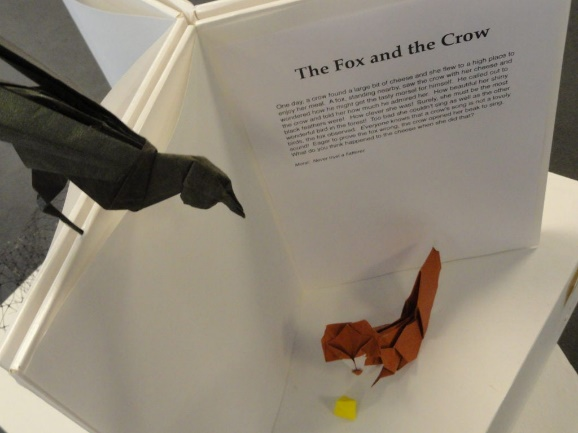 The Fox and the Crow
One day, a crow found a large bit of cheese and she flew to a high place to
enjoy her meal. A fox, standing nearby, saw the crow with her cheese and
wondered how he might get the tasty morsel for himself. He called out to
the crow and told her how much he admired her. How beautiful her shiny
black feathers were! How clever she was! Surely, she must be the most
wonderful bird in the forest! Too bad she couldn't sing as well as the other
birds, the fox observed. Everyone knows that a crow's song is not a lovely
sound! Eager to prove the fox wrong, the crow opened her beak to sing.
What do you think happened to the cheese when she did that?
Moral: Never trust a flatterer